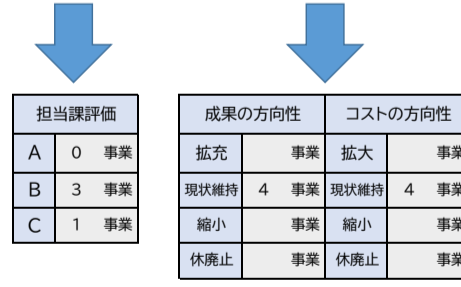 担当課評価
A 0 事業
B 3 事業
C 1 事業
成果の方向性 コストの方向性
拡充 事業 拡大 事業
現状維持 4 事業 現状維持 4 事業
縮小 事業 縮小 事業
休廃止 事業 休廃止 事業